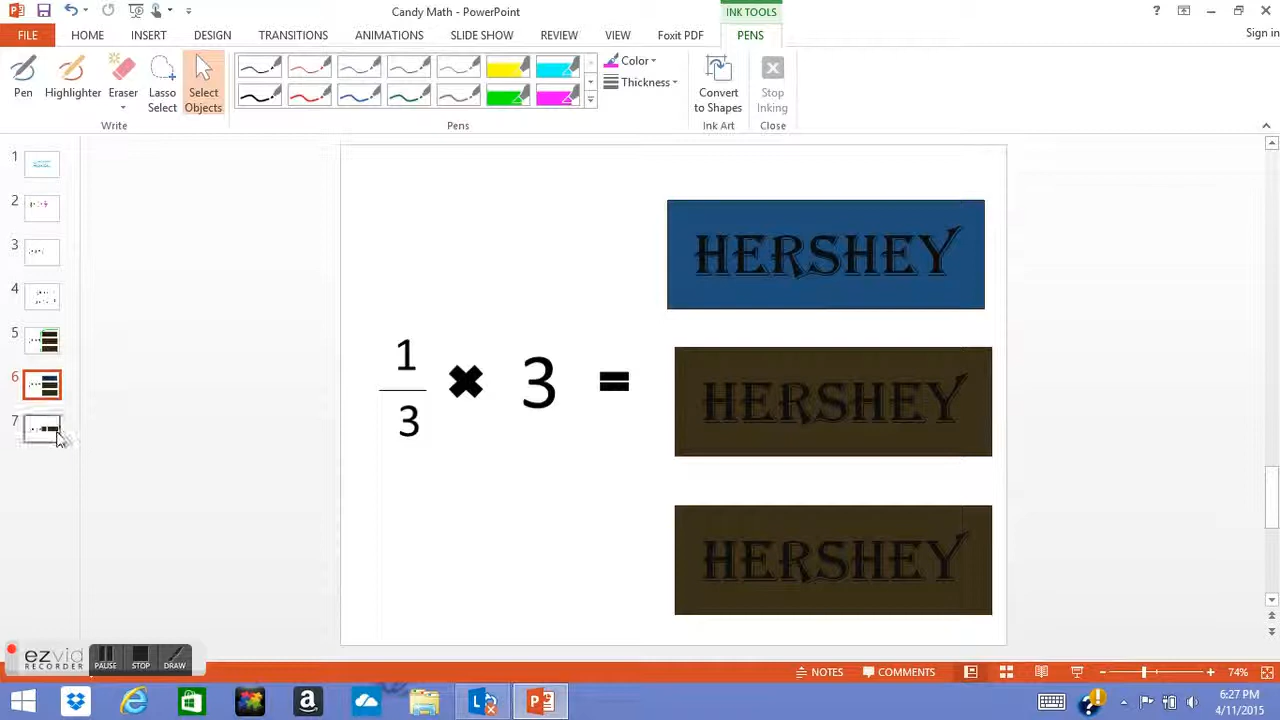 Candy Math - PowerPoint
INK TOOLS
?
FILE
HOME
INSERT
DESIGN
TRANSITIONS
ANIMATIONS
SLIDE SHOW
REVIEW
VIEW
Foxit PDF
PENS
Sign in
Pen
Highlighter
Eraser
Lasso Select
Select Objects
Color
Thickness
Convert to Shapes
Stop Inking
Write
Pens
Ink Art
Close
1
2
3
4
5
6
7
HERSHEY
1
3
✖ 3 =
HERSHEY
HERSHEY
ezvid
RECORDER
PAUSE
STOP
DRAW
NOTES
COMMENTS
74%
6:27 PM
4/11/2015